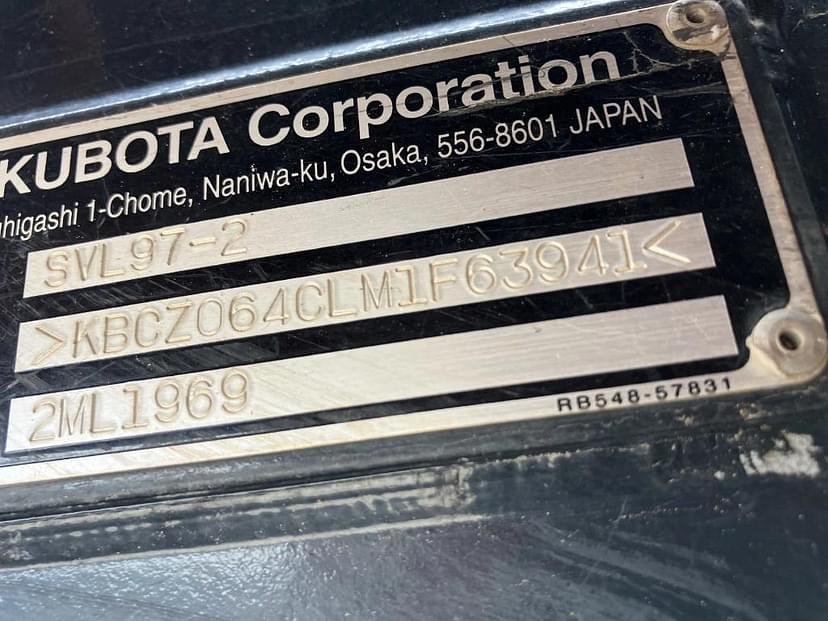 KUBOTA Corporation
higashi 1-Chome, Naniwa-ku, Osaka, 556-8601 JAPAN
SVL97-2
>KBCZ064CLM1F63941<
2ML1969
RB548-57831